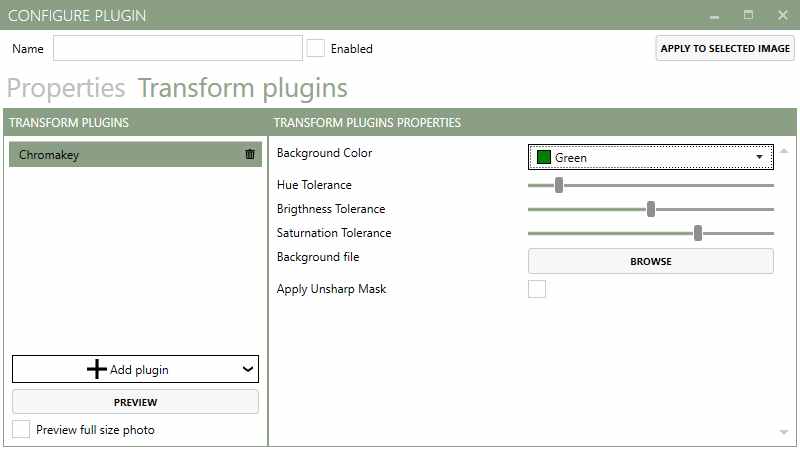 CONFIGURE PLUGIN
Name
Enabled
APPLY TO SELECTED IMAGE
Properties Transform plugins
TRANSFORM PLUGINS
TRANSFORM PLUGINS PROPERTIES
Chromakey
Background Color
Green
Hue Tolerance
Brigthness Tolerance
Saturnation Tolerance
Background file
BROWSE
Apply Unsharp Mask
Add plugin
PREVIEW
Preview full size photo